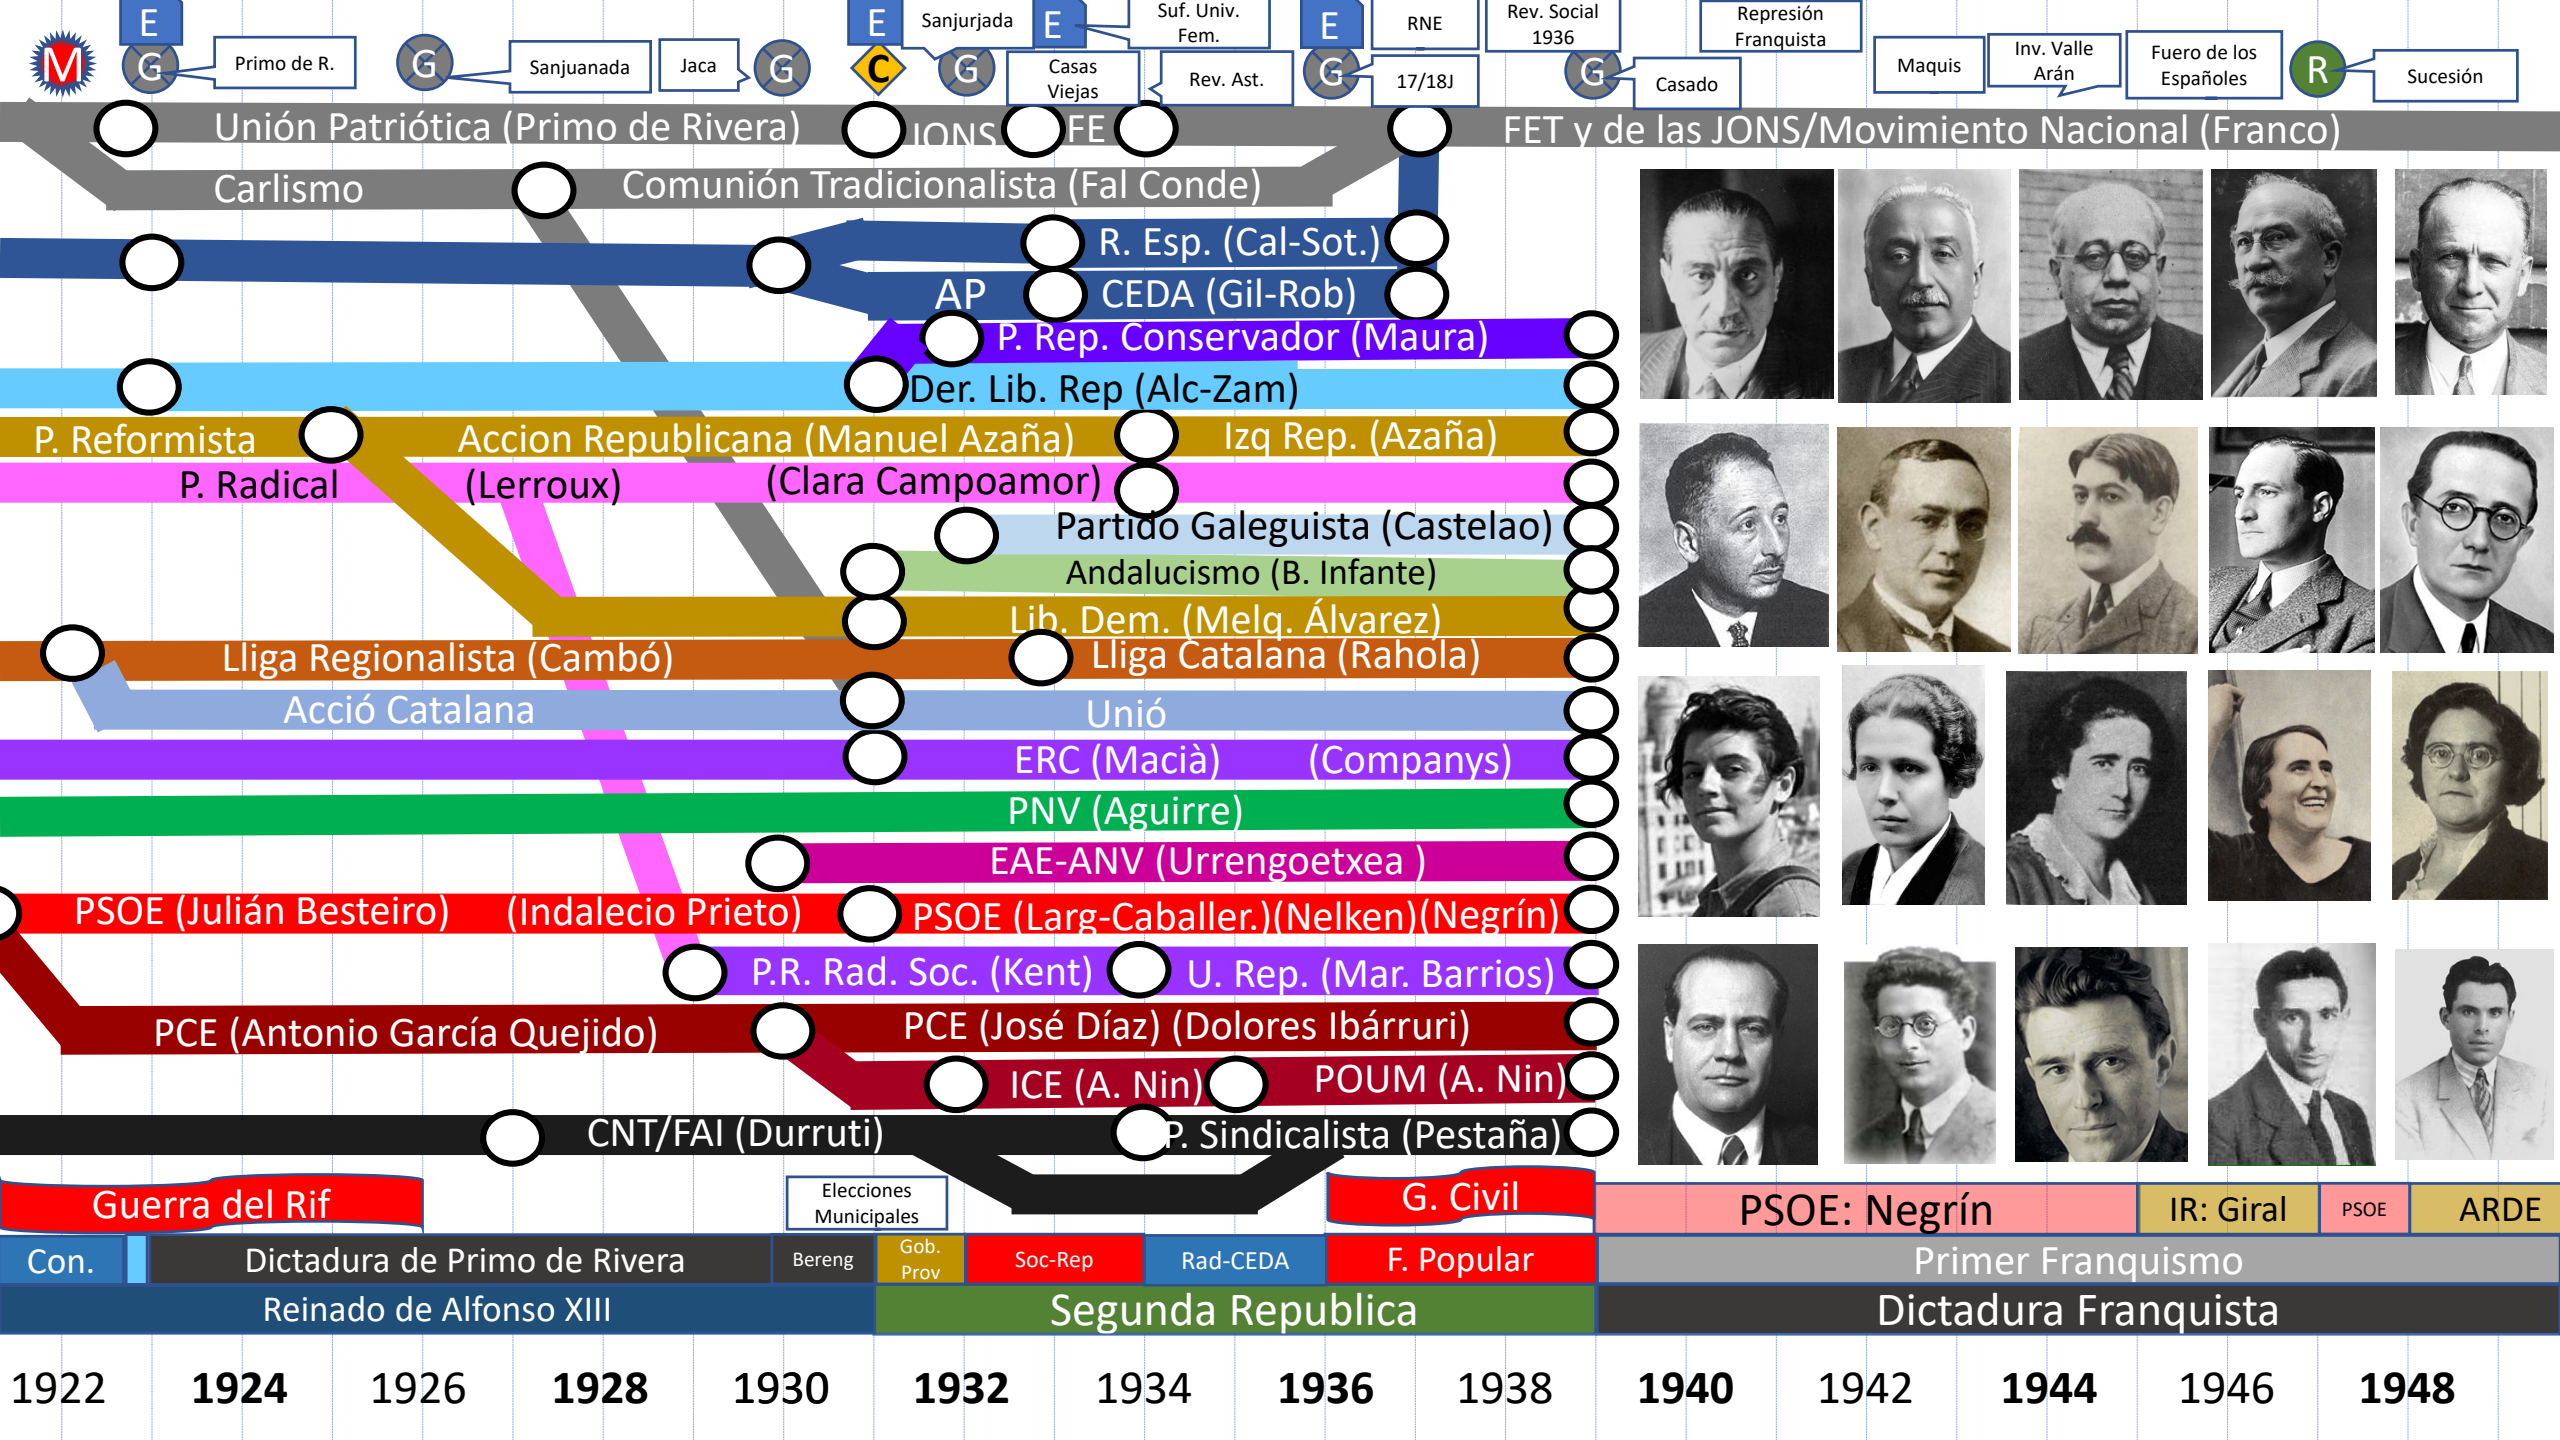 E
E
E
E
M
G
G
G
C
G
G
G
R
Primo de R.
Sanjuanada
Jaca
Sanjurjada
Casas
Viejas
Suf. Univ.
Fem.
Rev. Ast.
RNE
17/18J
Rev. Social
1936
Casado
Represión
Franquista
Maquis
Inv. Valle
Arán
Fuero de los
Españoles
Sucesión
Unión Patriótica (Primo de Rivera)
JONS
FE
FET y de las JONS/Movimiento Nacional (Franco)
Carlismo
Comunión Tradicionalista (Fal Conde)
R. Esp. (Cal-Sot.)
AP
CEDA (Gil-Rob)
P. Rep. Conservador (Maura)
Der. Lib. Rep (Alc-Zam)
P. Reformista
Accion Republicana (Manuel Azaña)
Izq Rep. (Azaña)
P. Radical
(Lerroux)
(Clara Campoamor)
Partido Galeguista (Castelao)
Andalucismo (B. Infante)
Lib. Dem. (Melq. Álvarez)
Lliga Regionalista (Cambó)
Lliga Catalana (Rahola)
Acció Catalana
Unió
ERC (Macià)
(Companys)
PNV (Aguirre)
EAE-ANV (Urrengoetxea )
PSOE (Julián Besteiro)
(Indalecio Prieto)
PSOE (Larg-Caballer.)(Nelken)(Negrín)
P.R. Rad. Soc. (Kent)
U. Rep. (Mar. Barrios)
PCE (Antonio García Quejido)
PCE (José Díaz) (Dolores Ibárruri)
ICE (A. Nin)
POUM (A. Nin)
CNT/FAI (Durruti)
P. Sindicalista (Pestaña)
Guerra del Rif
Elecciones
Municipales
G. Civil
PSOE: Negrín
IR: Giral
PSOE
ARDE
Con.
Dictadura de Primo de Rivera
Bereng
Gob.
Prov
Soc-Rep
Rad-CEDA
F. Popular
Primer Franquismo
Reinado de Alfonso XIII
Segunda Republica
Dictadura Franquista
1922
1924
1926
1928
1930
1932
1934
1936
1938
1940
1942
1944
1946
1948